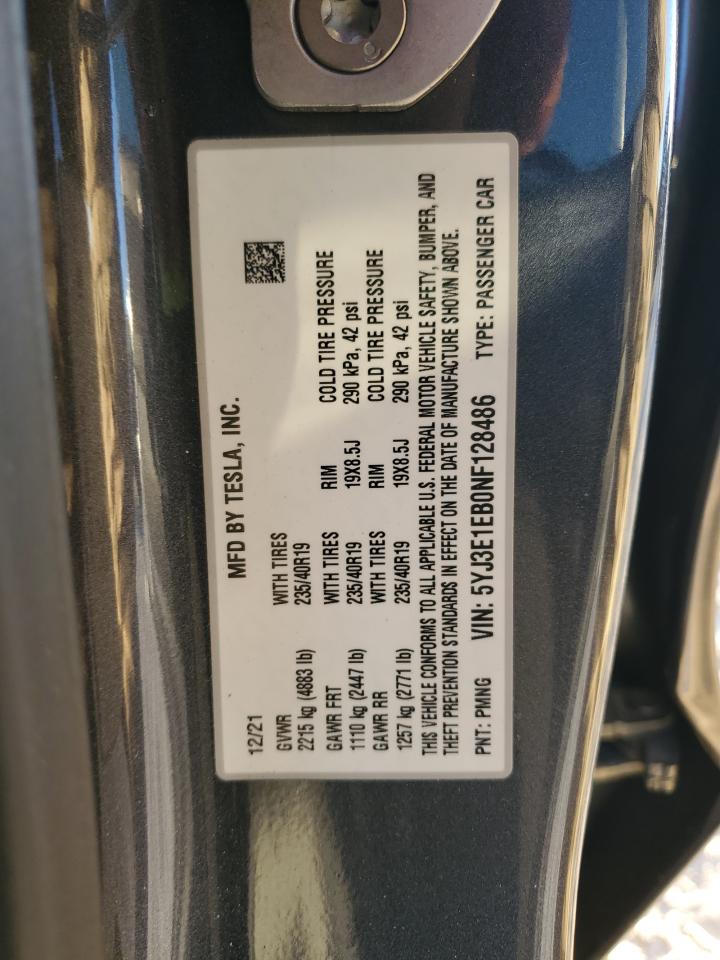 MFD BY TESLA, INC.
12/21
GVWR WITH TIRES
2215 kg (4883 lb) 235/40R19
GAWR FRT WITH TIRES RIM COLD TIRE PRESSURE
1110 kg (2447 lb) 235/40R19 19X8.5J 290 kPa, 42 psi
GAWR RR WITH TIRES RIM COLD TIRE PRESSURE
1257 kg (2771 lb) 235/40R19 19X8.5J 290 kPa, 42 psi
THIS VEHICLE CONFORMS TO ALL APPLICABLE U.S. FEDERAL MOTOR VEHICLE SAFETY, BUMPER, AND
THEFT PREVENTION STANDARDS IN EFFECT ON THE DATE OF MANUFACTURE SHOWN ABOVE.
PNT: PMNG VIN: 5YJ3E1EB0NF128486 TYPE: PASSENGER CAR